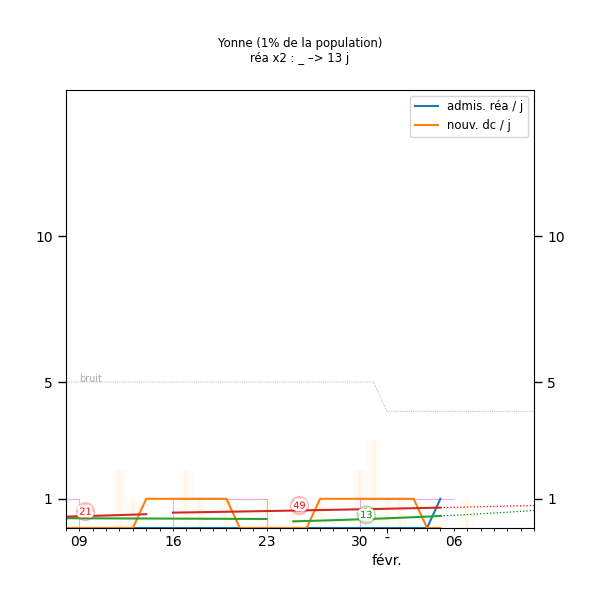 Yonne (1% de la population)
réa x2 : _ –> 13 j
admis. réa / j
nouv. dc / j
10 10
bruit
5 5
1 1
21 49 13
09 16 23 30 - 06
févr.